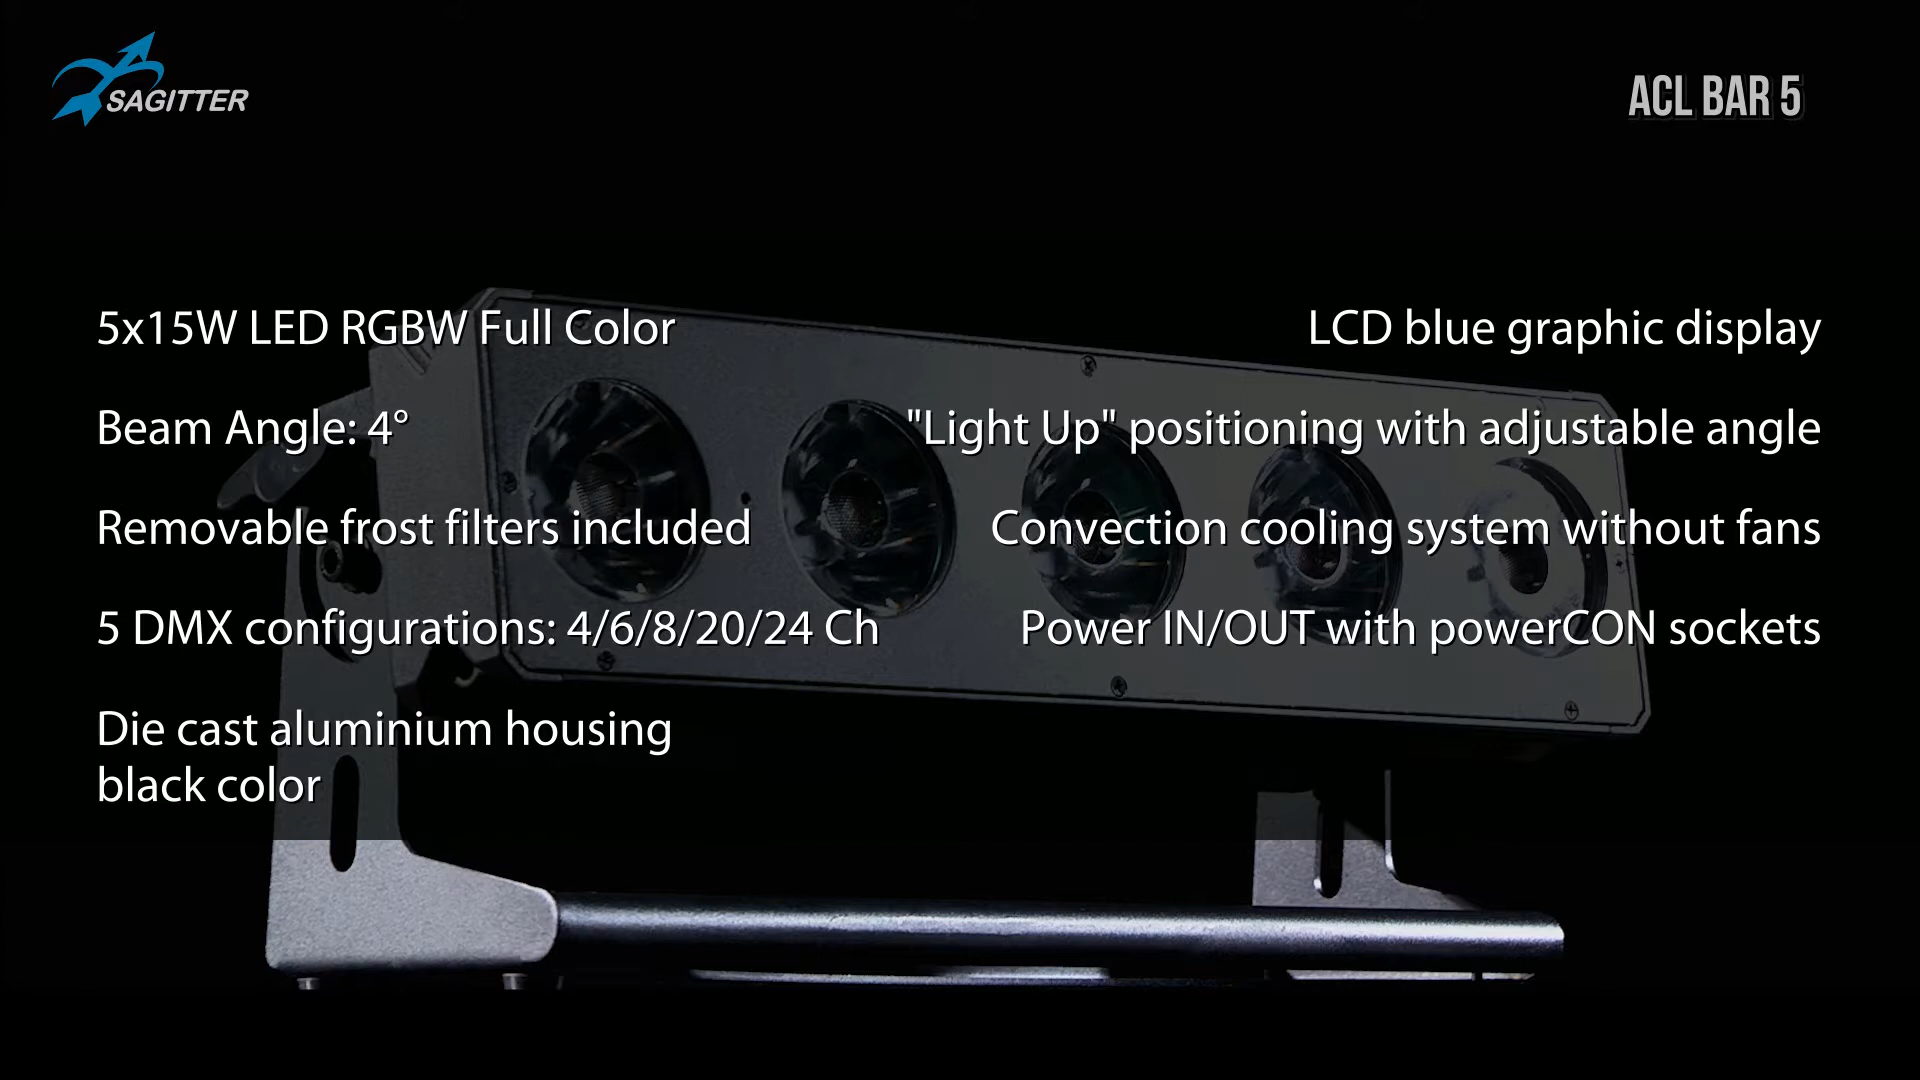 SAGITTER
ACL BAR 5
5x15W LED RGBW Full Color
Beam Angle: 4°
Removable frost filters included
5 DMX configurations: 4/6/8/20/24 Ch
Die cast aluminium housing
black color
LCD blue graphic display
"Light Up" positioning with adjustable angle
Convection cooling system without fans
Power IN/OUT with powerCON sockets